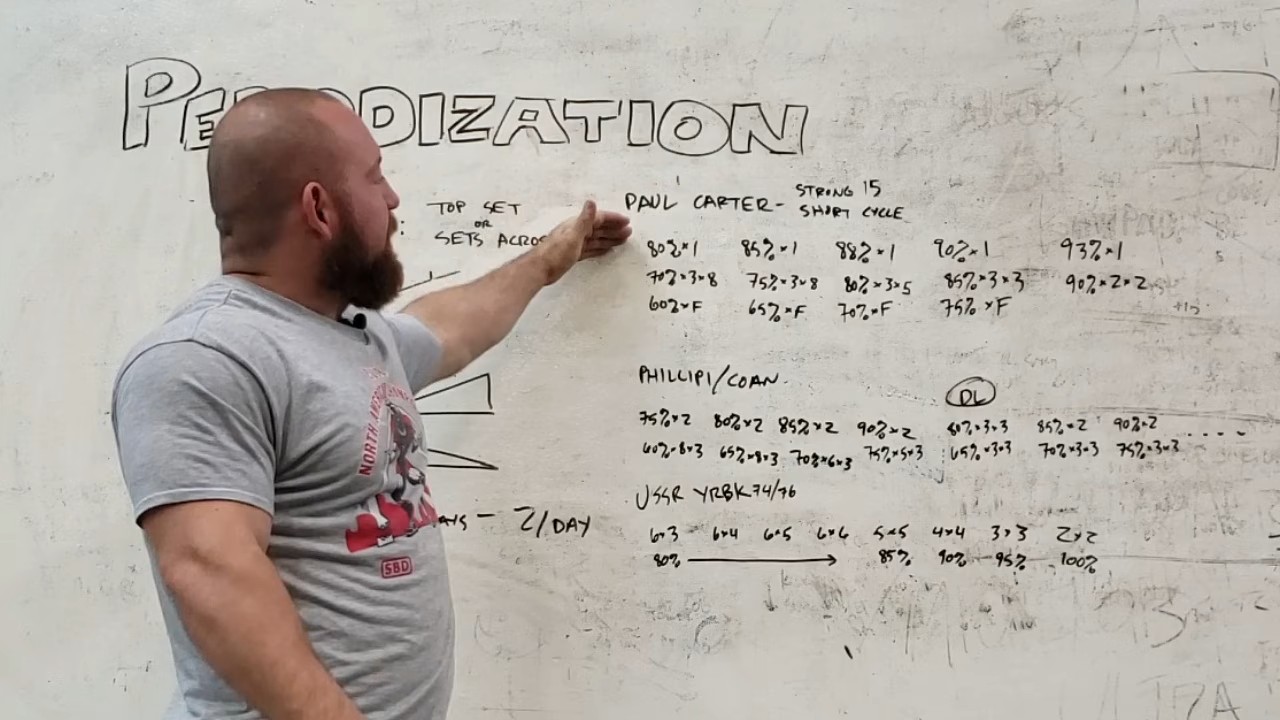 PERIODIZATION
TOP SET
OR
SETS ACROSS
PAUL CARTER - STRONG 15
SHORT CYCLE
80%×1 85%×1 88%×1 90%×1 93%×1
70%×3×8 75%×3×8 80%×3×5 85%×3×3 90%×2×2
60%×F 65%×F 70%×F 75%×F
PHILLIPI/COAN
DL
75%×2 80%×2 85%×2 90%×2 80%×3×3 85%×2 90%×2 ....
60%×8×3 65%×8×3 70%×6×3 75%×5×3 65%×3×3 70%×3×3 75%×3×3
USSR YRBK 74/76
- 2/DAY
6×3 6×4 6×5 6×6 5×5 4×4 3×3 2×2
80% → 85% 90% 95% 100%
NORTH
SBD